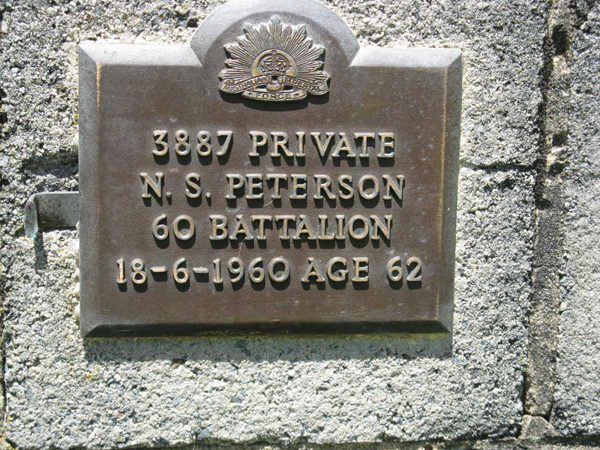 3887 PRIVATE
N. S. PETERSON
60 BATTALION
18-6-1960 AGE 62